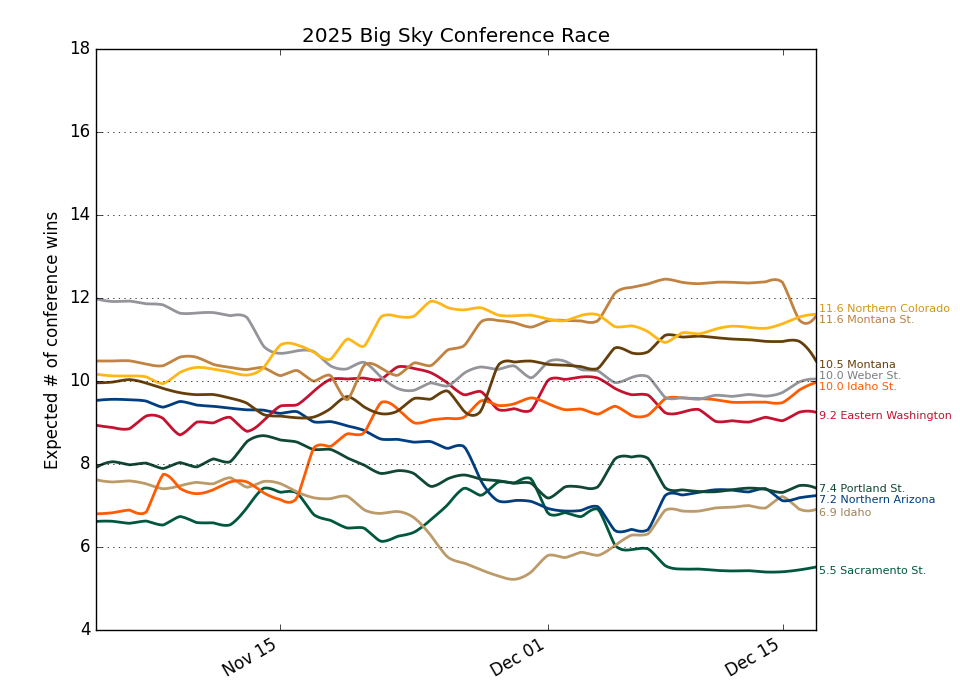 2025 Big Sky Conference Race
Expected # of conference wins
18
16
14
12
10
8
6
4
Nov 15
Dec 01
Dec 15
11.6 Northern Colorado
11.6 Montana St.
10.5 Montana
10.0 Weber St.
10.0 Idaho St.
9.2 Eastern Washington
7.4 Portland St.
7.2 Northern Arizona
6.9 Idaho
5.5 Sacramento St.